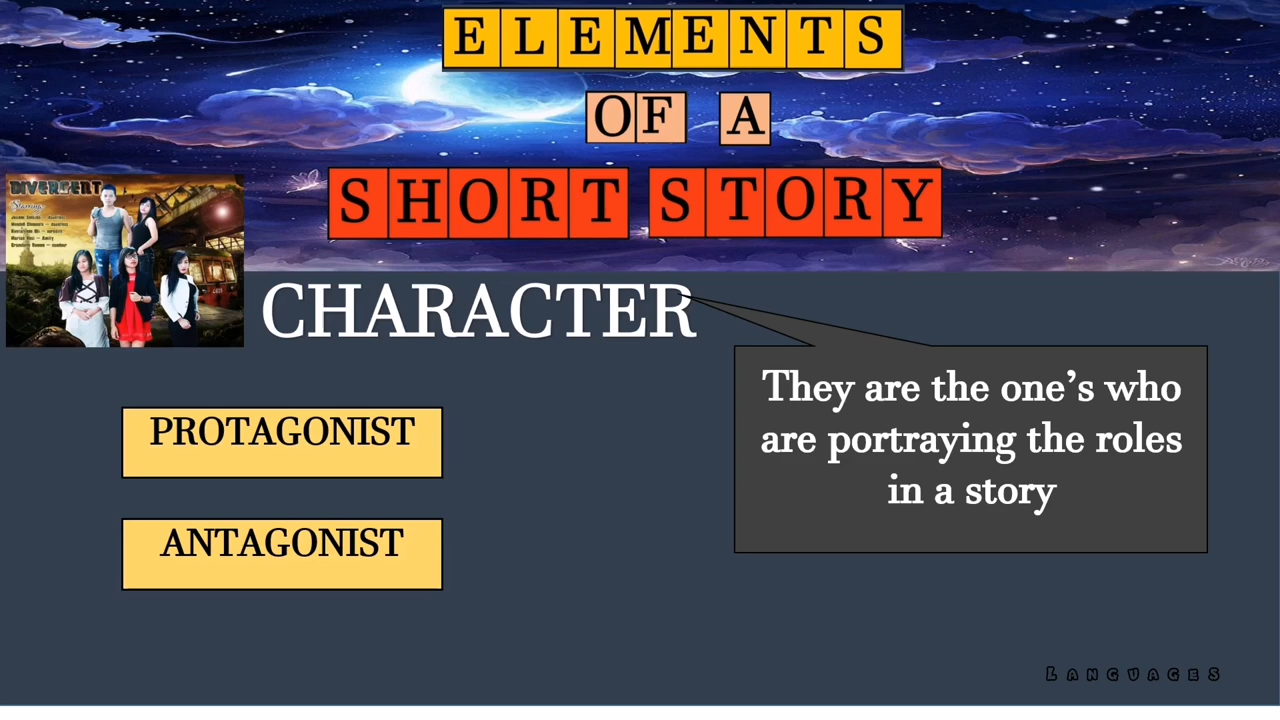 ELEMENTS
OF A
SHORT STORY
DIVERGENT
Starring:
CHARACTER
They are the one's who
are portraying the roles
in a story
PROTAGONIST
ANTAGONIST
LANGUAGES